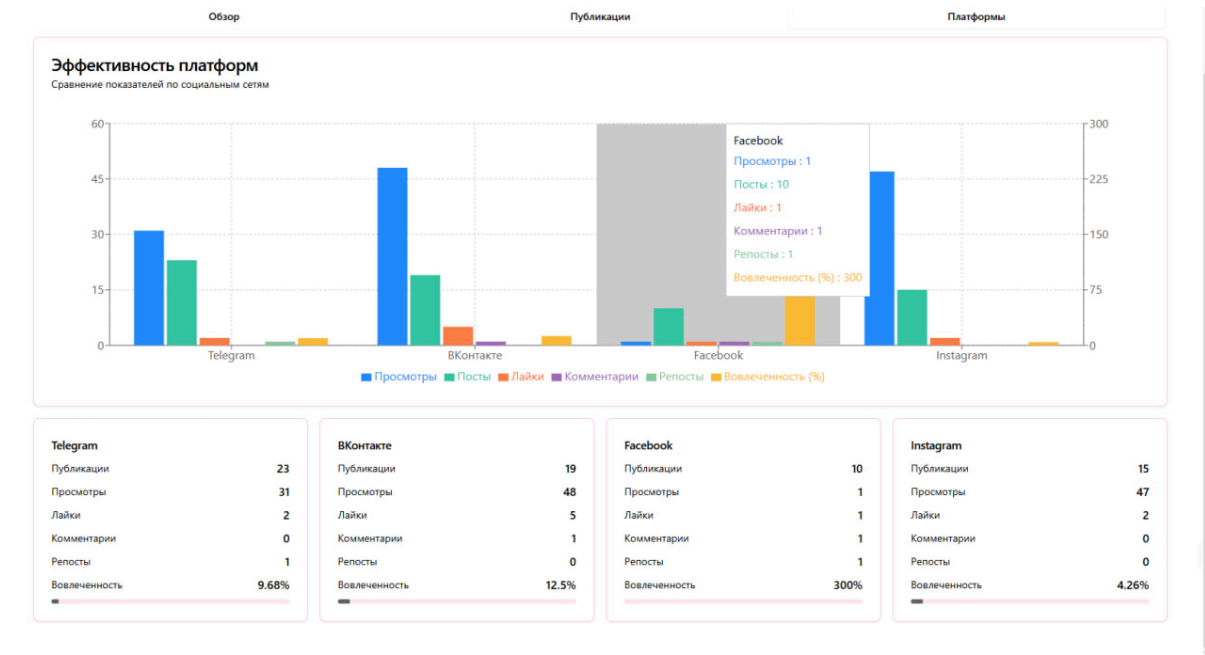 Обзор Публикации Платформы
Эффективность платформ
Сравнение показателей по социальным сетям
60 300
45 225
30 150
15 75
0 0
Facebook
Просмотры : 1
Посты : 10
Лайки : 1
Комментарии : 1
Репосты : 1
Вовлеченность (%) : 300
Telegram ВКонтакте Facebook Instagram
Просмотры Посты Лайки Комментарии Репосты Вовлеченность (%)
Telegram
Публикации 23
Просмотры 31
Лайки 2
Комментарии 0
Репосты 1
Вовлеченность 9.68%
ВКонтакте
Публикации 19
Просмотры 48
Лайки 5
Комментарии 1
Репосты 0
Вовлеченность 12.5%
Facebook
Публикации 10
Просмотры 1
Лайки 1
Комментарии 1
Репосты 1
Вовлеченность 300%
Instagram
Публикации 15
Просмотры 47
Лайки 2
Комментарии 0
Репосты 0
Вовлеченность 4.26%